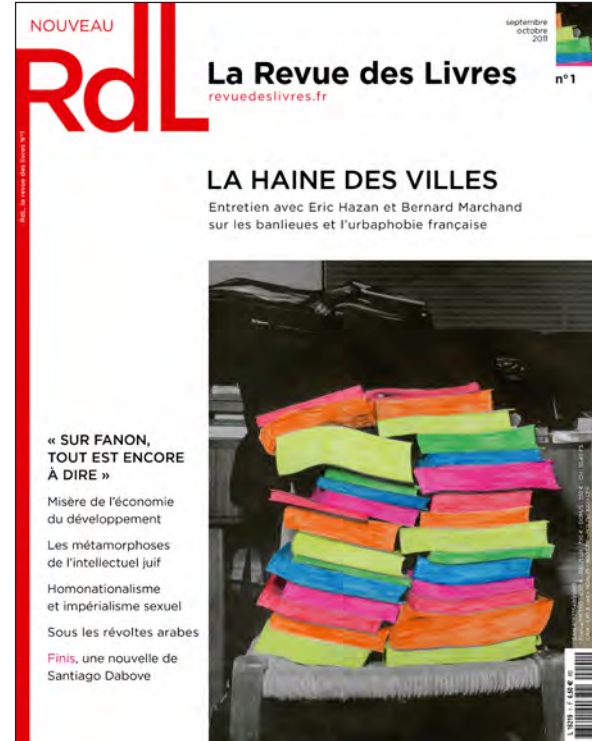 NOUVEAU
septembre
octobre
2011
RdL
La Revue des Livres
n°1
revuedeslivres.fr
RdL, la revue des livres N°1
LA HAINE DES VILLES
Entretien avec Eric Hazan et Bernard Marchand
sur les banlieues et l'urbaphobie française
« SUR FANON,
TOUT EST ENCORE
À DIRE »
Misère de l'économie
du développement
Les métamorphoses
de l'intellectuel juif
Homonationalisme
et impérialisme sexuel
Sous les révoltes arabes
Finis, une nouvelle de
Santiago Dabove